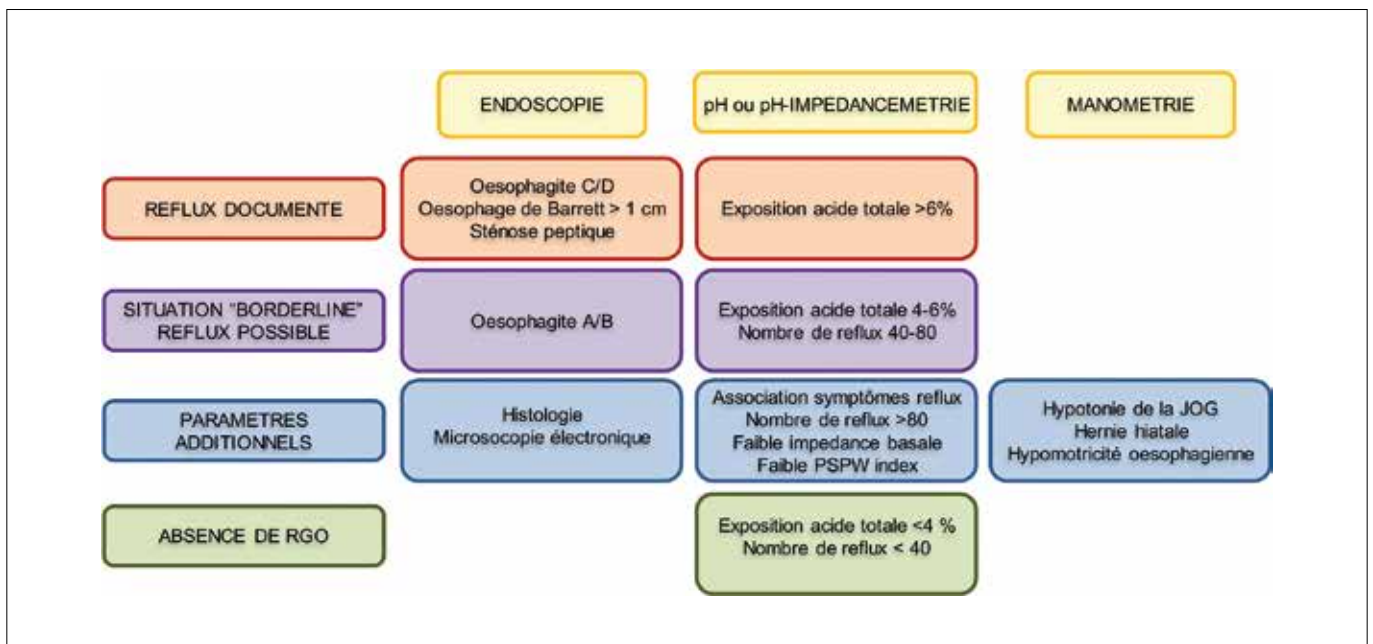 ENDOSCOPIE
pH ou pH-IMPEDANCEMETRIE
MANOMETRIE
REFLUX DOCUMENTE
Oesophagite C/D
Oesophage de Barrett > 1 cm
Sténose peptique
Exposition acide totale >6%
SITUATION "BORDERLINE"
REFLUX POSSIBLE
Oesophagite A/B
Exposition acide totale 4-6%
Nombre de reflux 40-80
PARAMETRES
ADDITIONNELS
Histologie
Microsocopie électronique
Association symptômes reflux
Nombre de reflux >80
Faible impedance basale
Faible PSPW index
Hypotonie de la JOG
Hernie hiatale
Hypomotricité oesophagienne
ABSENCE DE RGO
Exposition acide totale <4 %
Nombre de reflux < 40